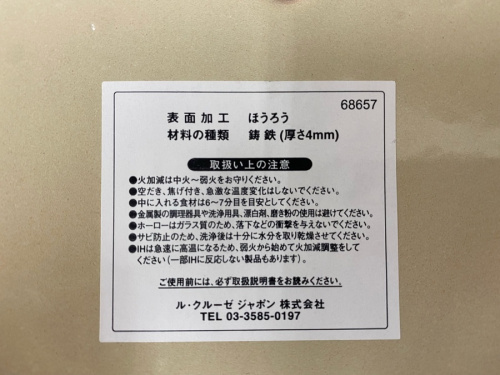 68657
表面加工 ほうろう
材料の種類 鋳鉄(厚さ4mm)
取扱い上の注意
●火加減は中火〜弱火をお守りください。
●空だき、焦げ付き、急激な温度変化はしないでください。
●中に入れる食材は6〜7分目を目安としてください。
●金属製の調理器具や洗浄用具、漂白剤、磨き粉の使用は避けてください。
●ホーローはガラス質のため、落下などの衝撃を与えないでください。
●サビ防止のため、洗浄後は十分に水分を取り乾燥させてください。
●IHは急速に高温になるため、弱火から始めて火加減調整をして
ください(一部IHに反応しない製品もあります)。
ご使用前には、必ず取扱説明書をお読みください。
ル・クルーゼ ジャポン 株式会社
TEL 03-3585-0197